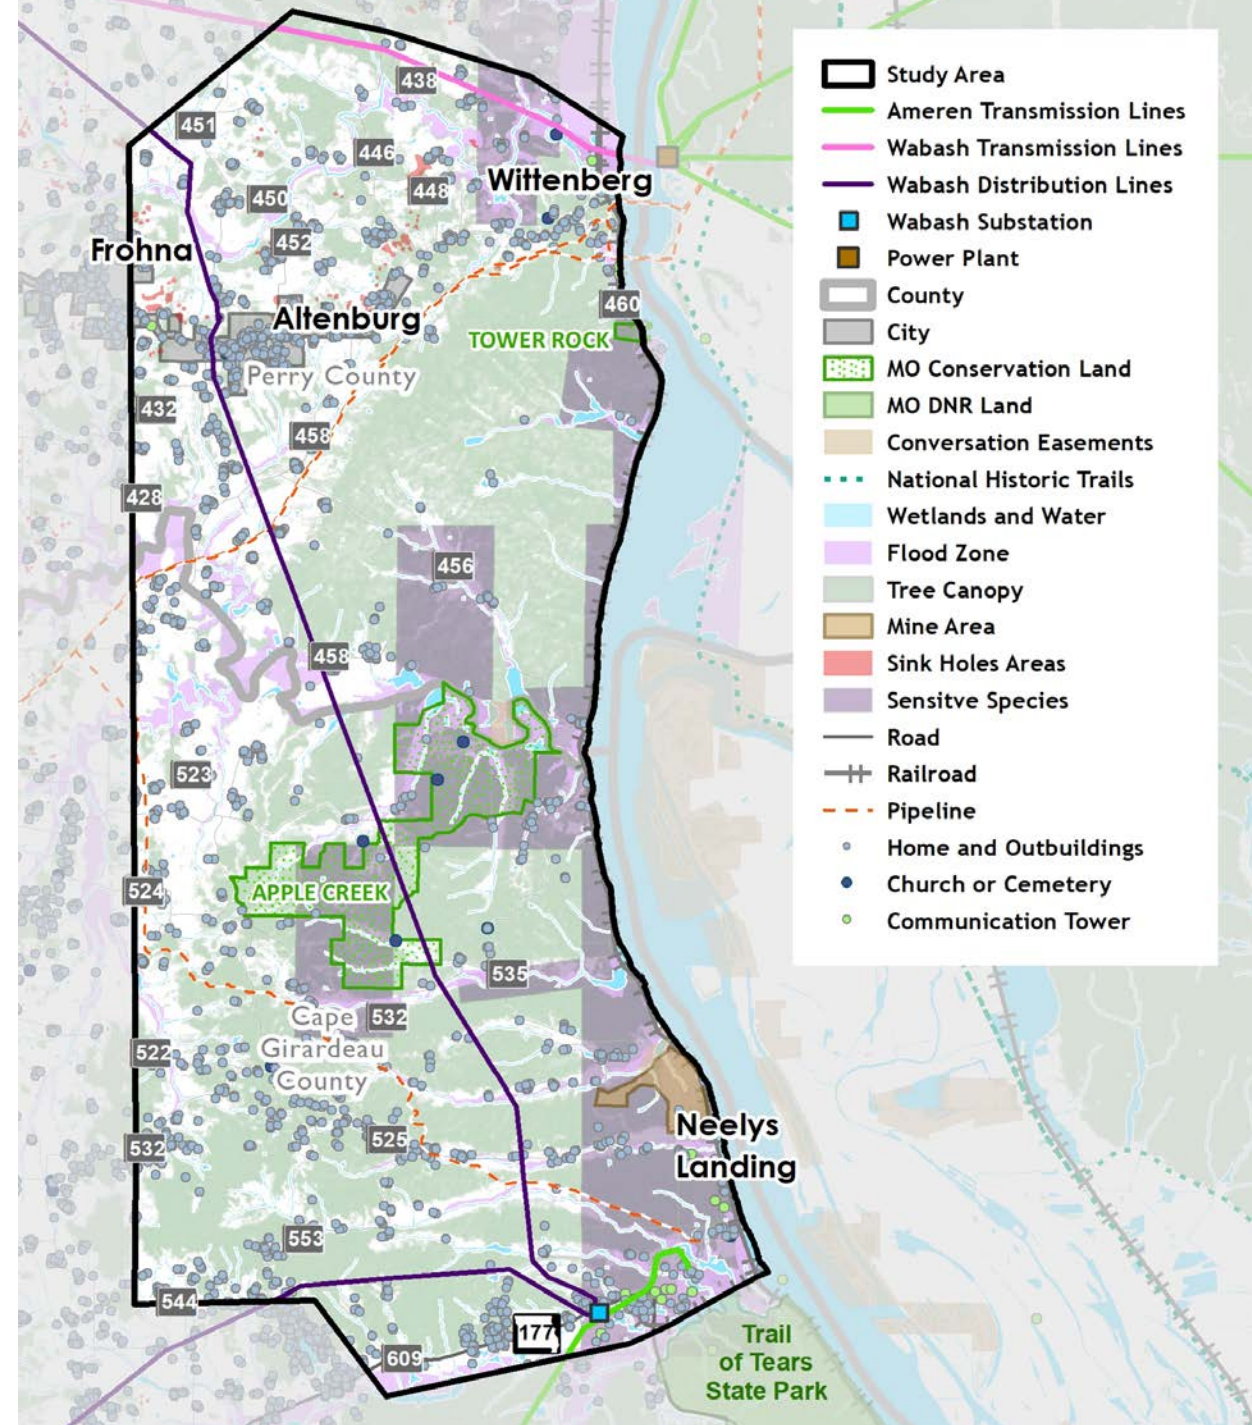 438
451
446
Wittenberg
448
450
452
Frohna
460
Altenburg
TOWER ROCK
Perry County
432
458
428
456
458
523
524
APPLE CREEK
535
Cape
Girardeau
County
532
522
Neelys
Landing
525
532
553
544
177
609
Trail
of Tears
State Park
Study Area
Ameren Transmission Lines
Wabash Transmission Lines
Wabash Distribution Lines
Wabash Substation
Power Plant
County
City
MO Conservation Land
MO DNR Land
Conversation Easements
National Historic Trails
Wetlands and Water
Flood Zone
Tree Canopy
Mine Area
Sink Holes Areas
Sensitve Species
Road
Railroad
Pipeline
Home and Outbuildings
Church or Cemetery
Communication Tower